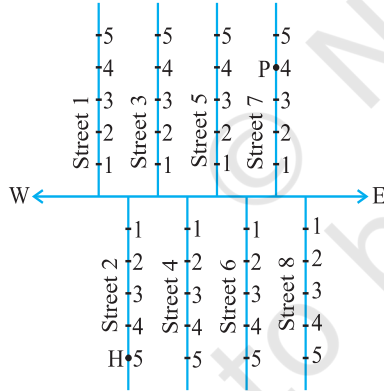 5 5 5 5
4 4 4 P 4
3 3 3 3
2 2 2 2
1 1 1 1
Street 1 Street 3 Street 5 Street 7
W E
1 1 1 1
2 2 2 2
3 3 3 3
4 4 4 4
H 5 5 5 5
Street 2 Street 4 Street 6 Street 8
©